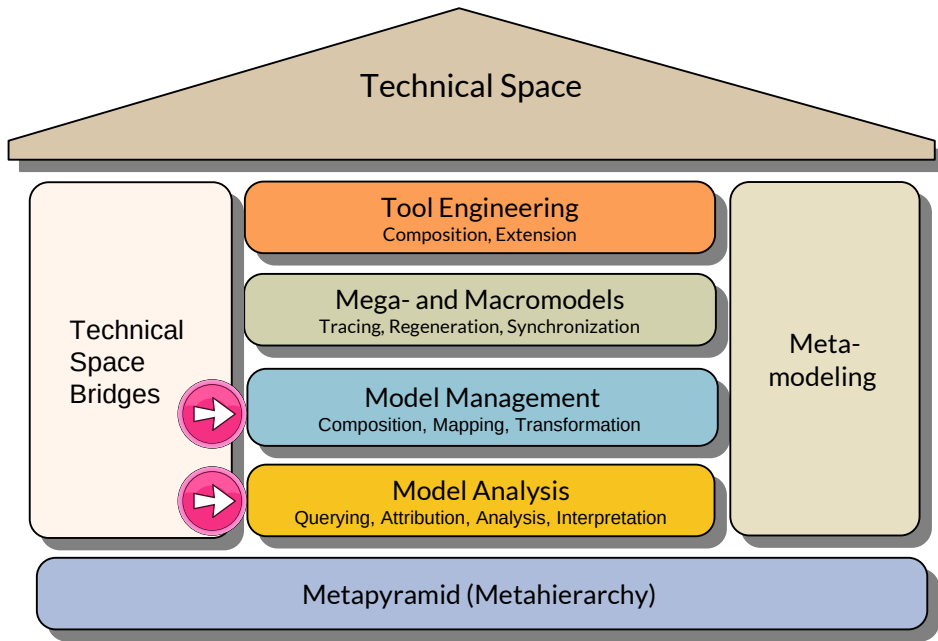 Technical Space
Technical
Space
Bridges
Tool Engineering
Composition, Extension
Mega- and Macromodels
Tracing, Regeneration, Synchronization
Model Management
Composition, Mapping, Transformation
Model Analysis
Querying, Attribution, Analysis, Interpretation
Meta-
modeling
Metapyramid (Metahierarchy)